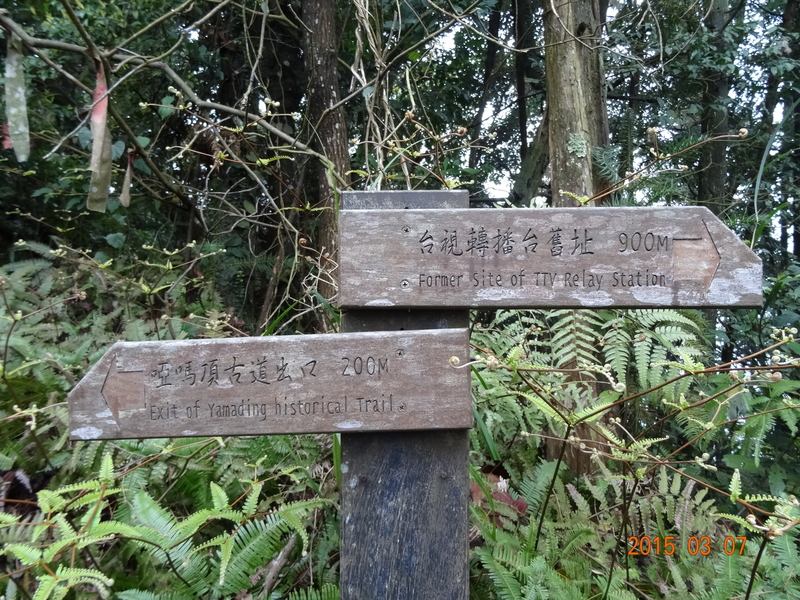 台視轉播台舊址 900M
Former Site of TTV Relay Station
啞嗎頂古道出口 200M
Exit of Yamading historical Trail
2015 03 07